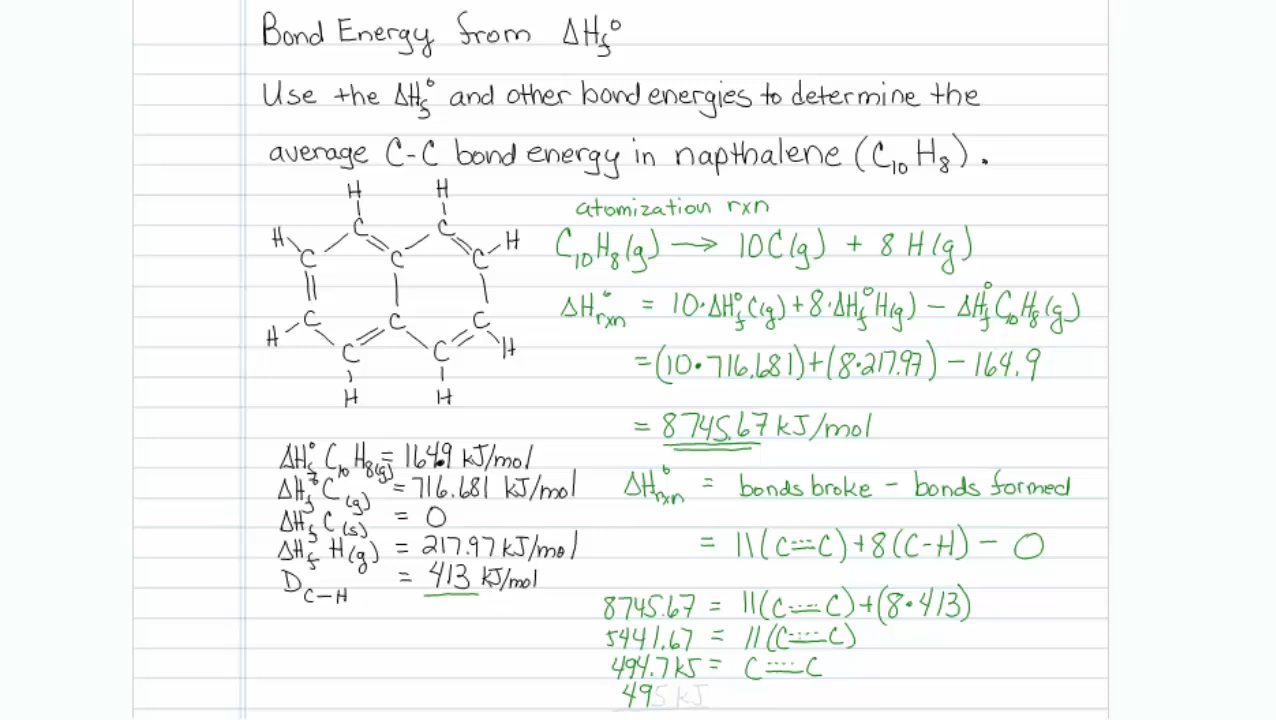 Bond Energy from ΔHf°
Use the ΔHf° and other bond energies to determine the
average C-C bond energy in napthalene (C10H8).
H H
H C C H
C C C
C C C
H C C H
H H
atomization rxn
C10H8(g) → 10C(g) + 8H(g)
ΔH°rxn = 10·ΔHf°C(g)+8·ΔHf°H(g) - ΔHf°C10H8(g)
=(10·716.681)+(8·217.97) - 164.9
= 8745.67 kJ/mol
ΔH°rxn = bonds broke - bonds formed
= 11(C=C)+8(C-H) - 0
8745.67 = 11(C=C)+(8·413)
5441.67 = 11(C=C)
494.7kJ = C=C
495 kJ
ΔHf° C10H8(g) = 164.9 kJ/mol
ΔHf° C(g) = 716.681 kJ/mol
ΔHf° C(s) = 0
ΔHf° H(g) = 217.97 kJ/mol
D C-H = 413 kJ/mol